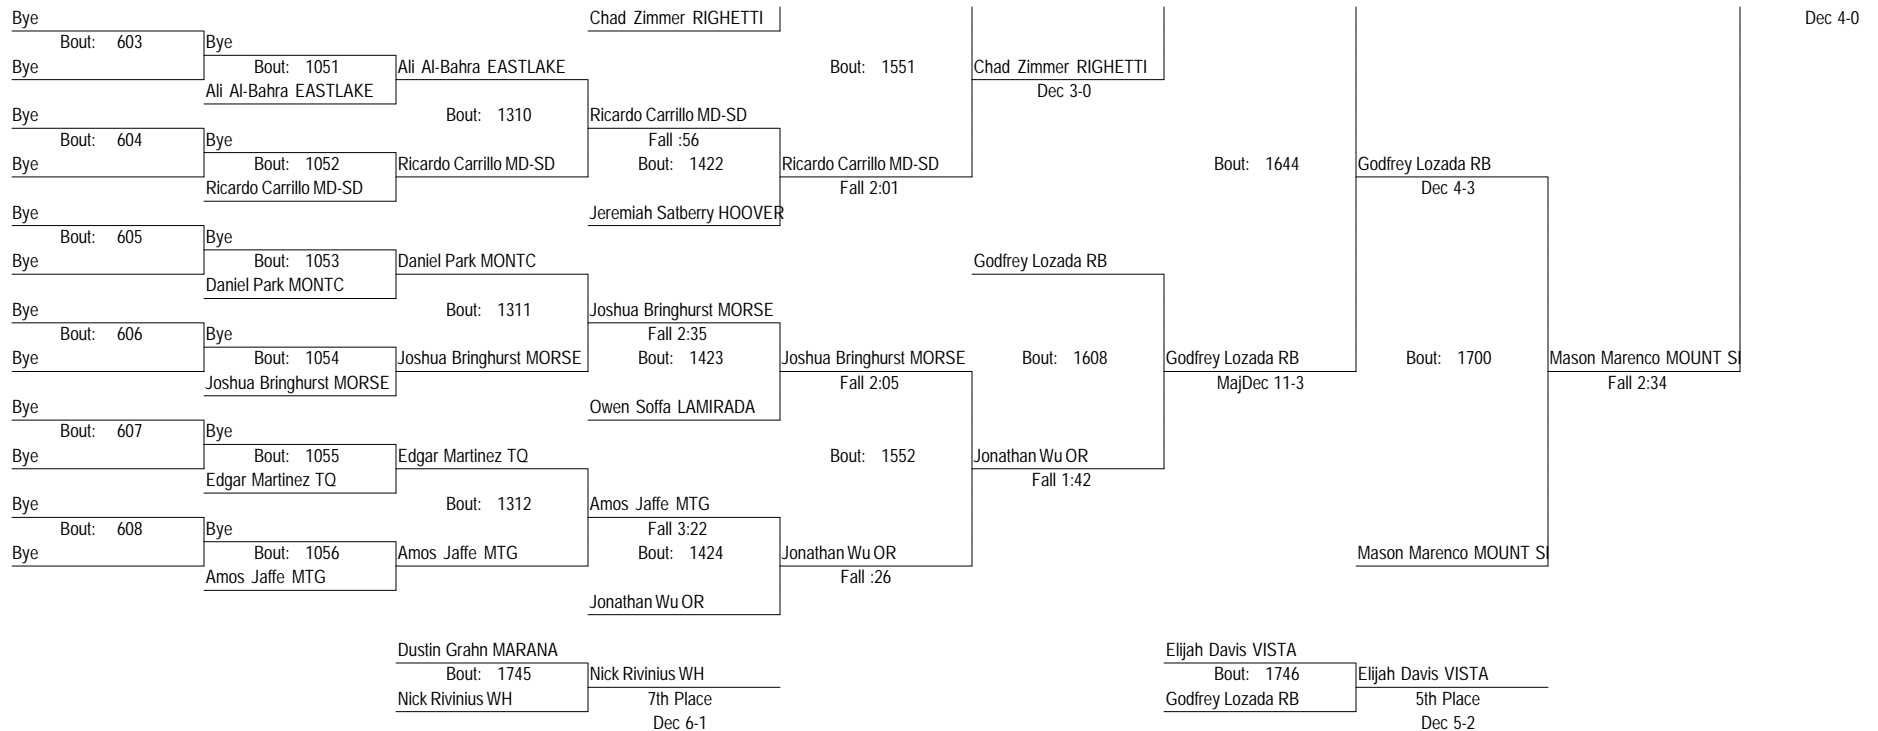 Bye Chad Zimmer RIGHETTI Dec 4-0
Bout: 603 Bye
Bye Bout: 1051 Ali Al-Bahra EASTLAKE Bout: 1551 Chad Zimmer RIGHETTI
Ali Al-Bahra EASTLAKE Dec 3-0
Bye Bout: 1310 Ricardo Carrillo MD-SD
Bout: 604 Bye Fall :56
Bye Bout: 1052 Ricardo Carrillo MD-SD Bout: 1422 Ricardo Carrillo MD-SD Bout: 1644 Godfrey Lozada RB
Ricardo Carrillo MD-SD Fall 2:01 Dec 4-3
Bye Jeremiah Satberry HOOVER
Bout: 605 Bye
Bye Bout: 1053 Daniel Park MONTC Godfrey Lozada RB
Daniel Park MONTC
Bye Bout: 1311 Joshua Bringhurst MORSE
Bout: 606 Bye Fall 2:35
Bye Bout: 1054 Joshua Bringhurst MORSE Bout: 1423 Joshua Bringhurst MORSE Bout: 1608 Godfrey Lozada RB Bout: 1700 Mason Marenco MOUNT SI
Joshua Bringhurst MORSE Fall 2:05 MajDec 11-3 Fall 2:34
Bye Owen Soffa LAMIRADA
Bout: 607 Bye
Bye Bout: 1055 Edgar Martinez TQ Bout: 1552 Jonathan Wu OR
Edgar Martinez TQ Fall 1:42
Bye Bout: 1312 Amos Jaffe MTG
Bout: 608 Bye Fall 3:22
Bye Bout: 1056 Amos Jaffe MTG Bout: 1424 Jonathan Wu OR Mason Marenco MOUNT SI
Amos Jaffe MTG Fall :26
Jonathan Wu OR
Dustin Grahn MARANA Elijah Davis VISTA
Bout: 1745 Nick Rivinius WH Bout: 1746 Elijah Davis VISTA
Nick Rivinius WH 7th Place Godfrey Lozada RB 5th Place
Dec 6-1 Dec 5-2